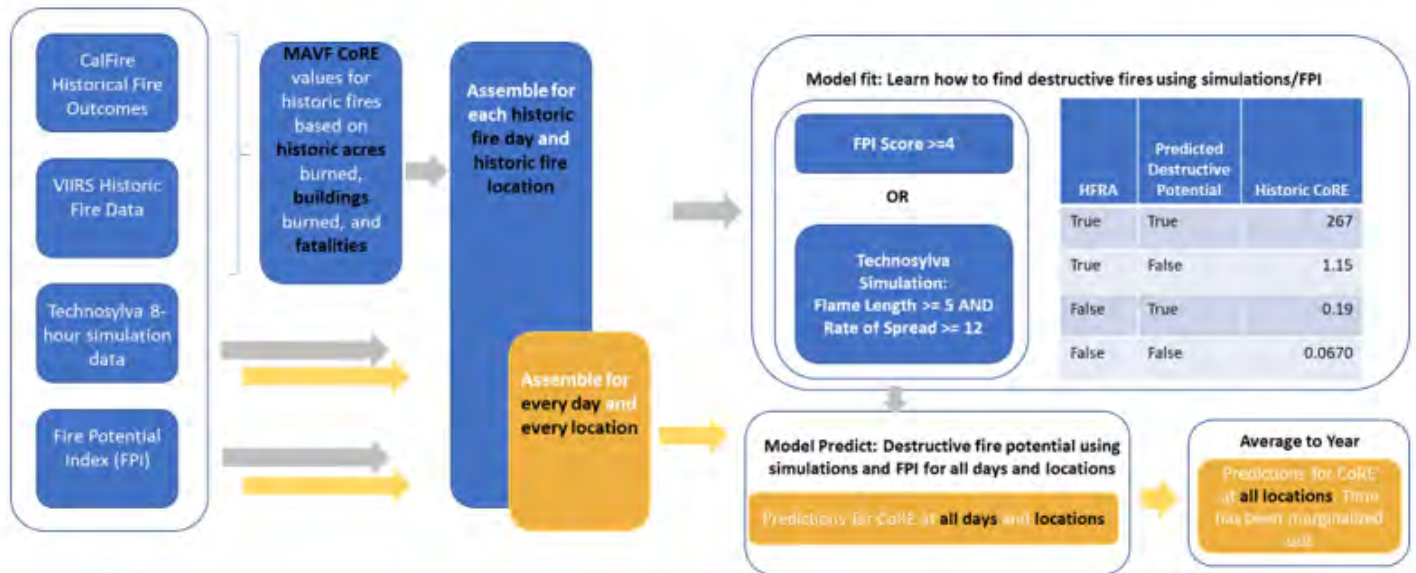 CalFire
Historical Fire
Outcomes
VIIRS Historic
Fire Data
Technosylva 8-
hour simulation
data
Fire Potential
Index (FPI)
MAVF CoRE
values for
historic fires
based on
historic acres
burned,
buildings
burned, and
fatalities
Assemble for
each historic
fire day and
historic fire
location
Assemble for
every day and
every location
Model fit: Learn how to find destructive fires using simulations/FPI
FPI Score >=4
OR
Technosylva
Simulation:
Flame Length >= 5 AND
Rate of Spread >= 12
HFRA
Predicted
Destructive
Potential
Historic CoRE
True True 267
True False 1.15
False True 0.19
False False 0.0670
Model Predict: Destructive fire potential using
simulations and FPI for all days and locations
Predictions for CoRE at all days and locations
Average to Year
Predictions for CoRE
at all locations. Time
has been marginalized
out